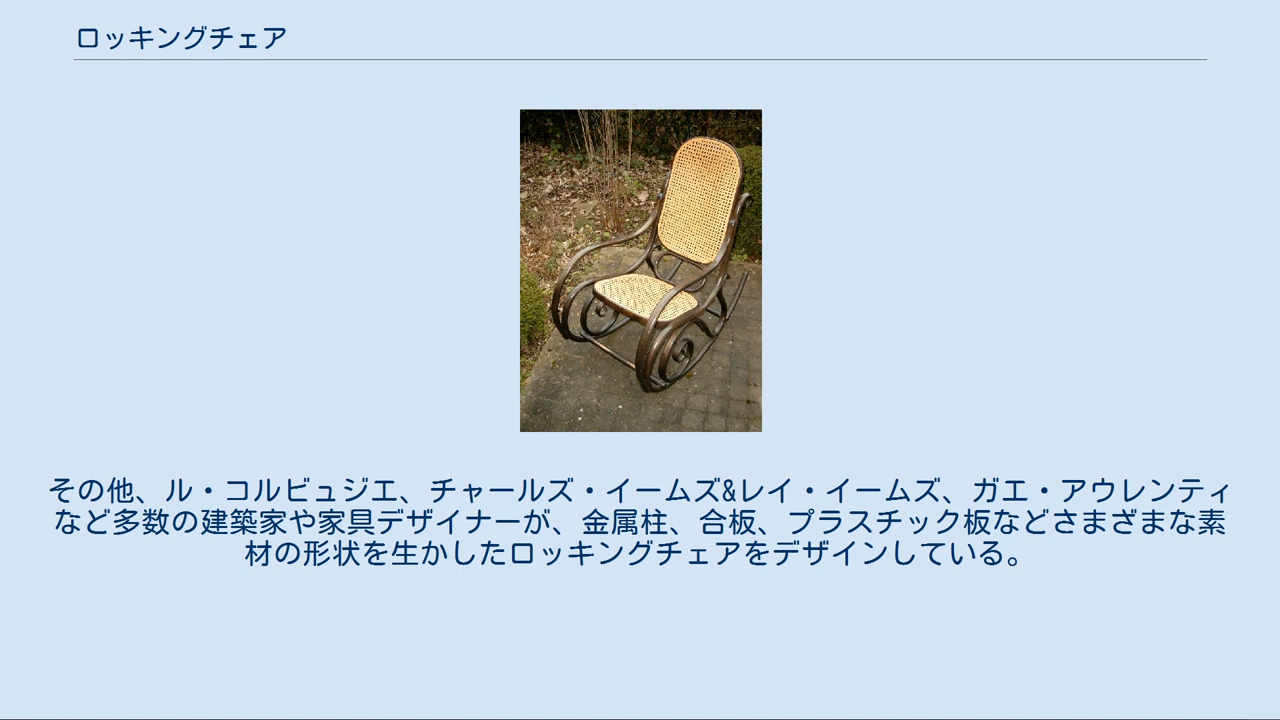 ロッキングチェア
その他、ル・コルビュジエ、チャールズ・イームズ&レイ・イームズ、ガエ・アウレンティ
など多数の建築家や家具デザイナーが、金属柱、合板、プラスチック板などさまざまな素
材の形状を生かしたロッキングチェアをデザインしている。